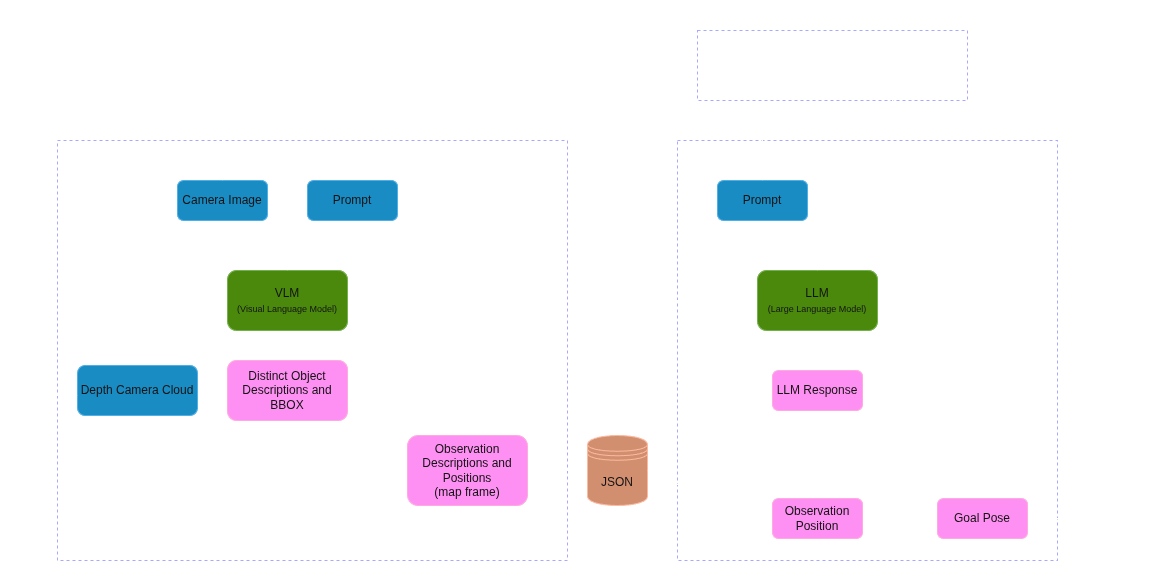 Camera Image
Prompt
VLM
(Visual Language Model)
Depth Camera Cloud
Distinct Object
Descriptions and
BBOX
Observation
Descriptions and
Positions
(map frame)
JSON
Prompt
LLM
(Large Language Model)
LLM Response
Observation
Position
Goal Pose